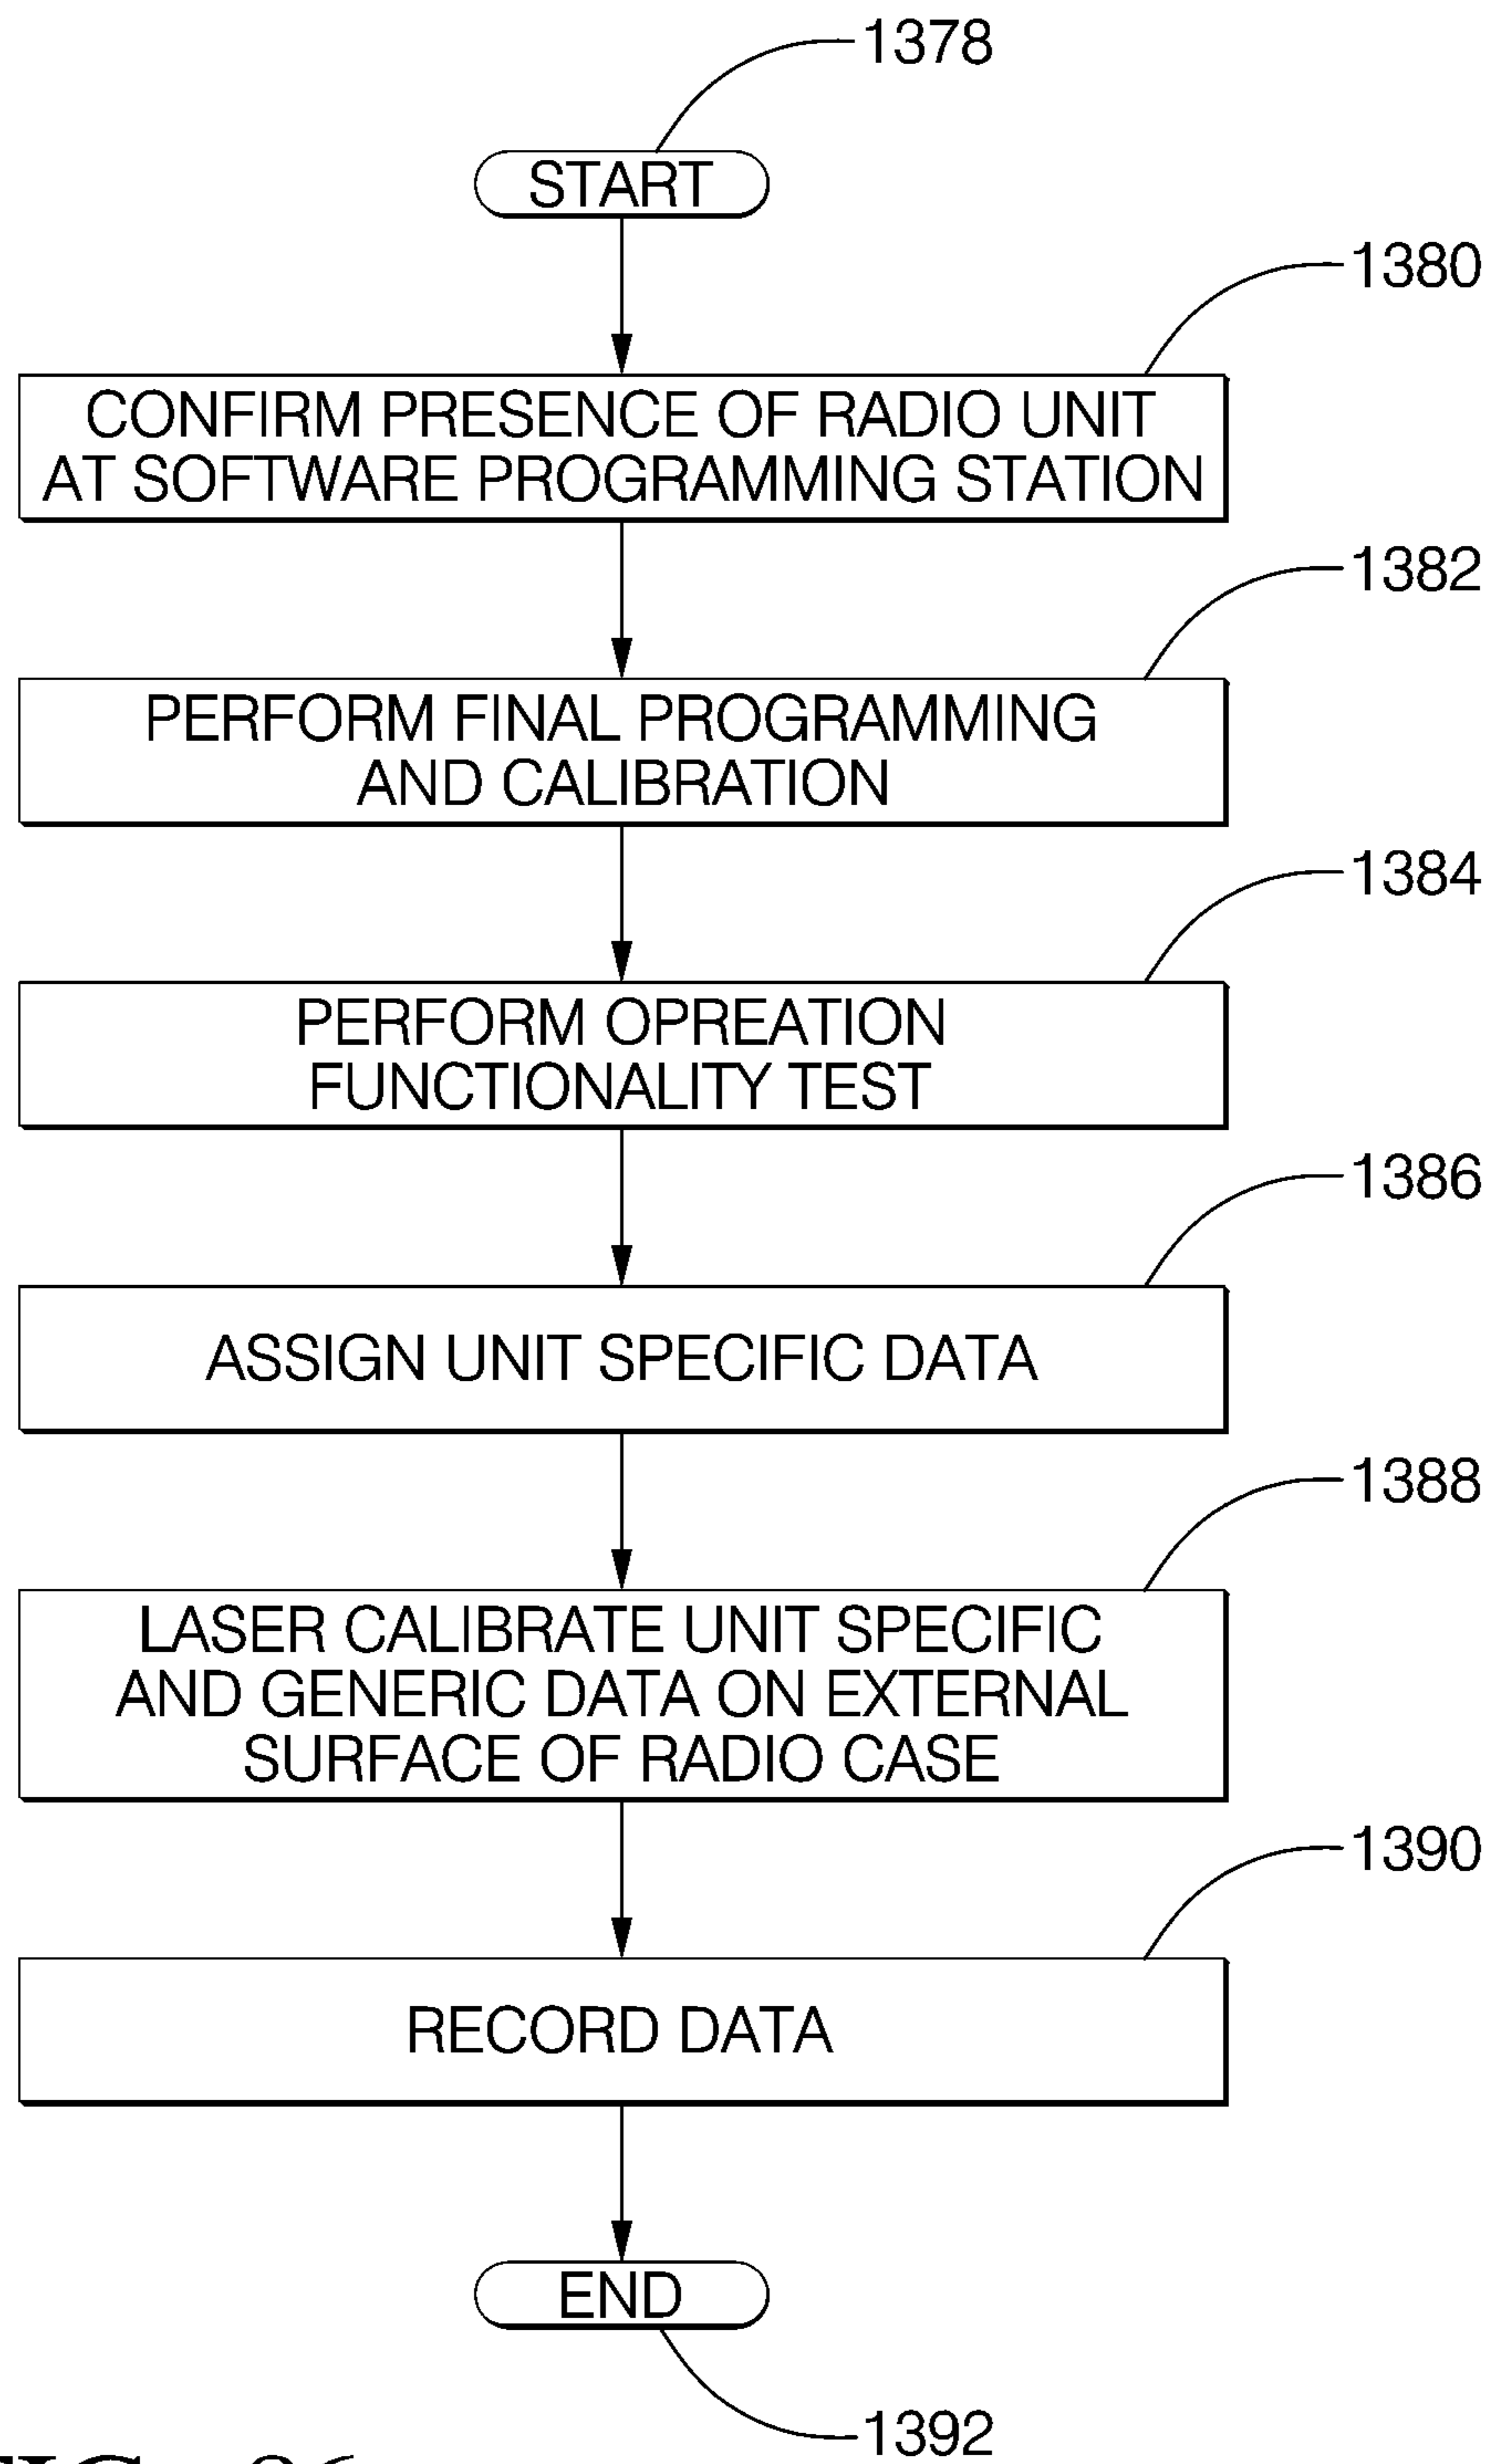 1378
START
1380
CONFIRM PRESENCE OF RADIO UNIT
AT SOFTWARE PROGRAMMING STATION
1382
PERFORM FINAL PROGRAMMING
AND CALIBRATION
1384
PERFORM OPREATION
FUNCTIONALITY TEST
1386
ASSIGN UNIT SPECIFIC DATA
1388
LASER CALIBRATE UNIT SPECIFIC
AND GENERIC DATA ON EXTERNAL
SURFACE OF RADIO CASE
1390
RECORD DATA
END
1392